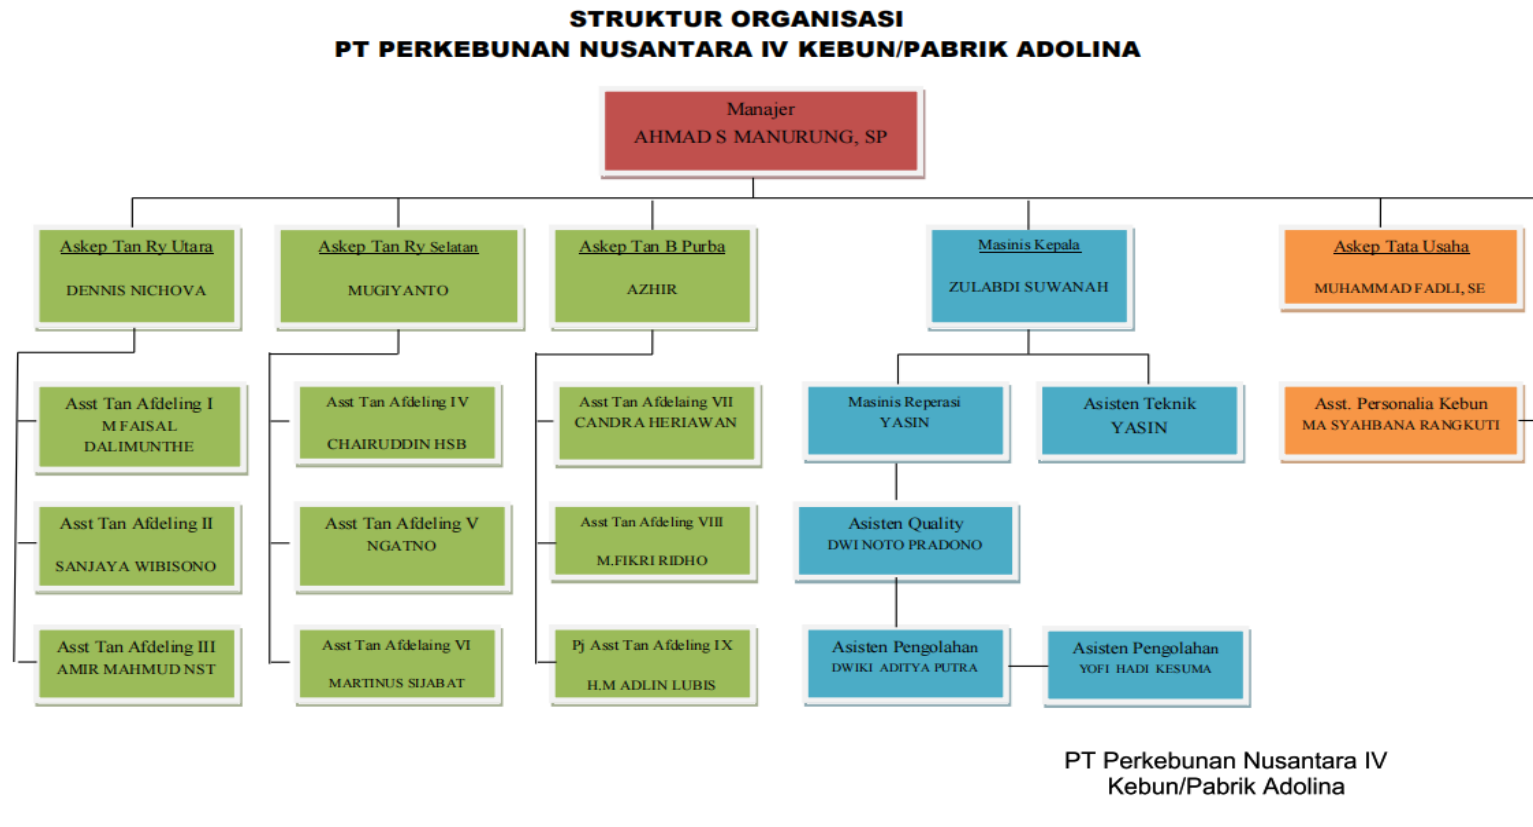 STRUKTUR ORGANISASI
PT PERKEBUNAN NUSANTARA IV KEBUN/PABRIK ADOLINA
Manajer
AHMAD S MANURUNG, SP
Askep Tan Ry Utara
DENNIS NICHOVA
Askep Tan Ry Selatan
MUGIYANTO
Askep Tan B Purba
AZHIR
Masinis Kepala
ZULABDI SUWANAH
Askep Tata Usaha
MUHAMMAD FADLI, SE
Asst Tan Afdeling I
M FAISAL
DALIMUNTHE
Asst Tan Afdeling IV
CHAIRUDDIN HSB
Asst Tan Afdelaing VII
CANDRA HERIAWAN
Masinis Reperasi
YASIN
Asisten Teknik
YASIN
Asst. Personalia Kebun
MA SYAHBANA RANGKUTI
Asst Tan Afdeling II
SANJAYA WIBISONO
Asst Tan Afdeling V
NGATNO
Asst Tan Afdeling VIII
M.FIKRI RIDHO
Asisten Quality
DWI NOTO PRADONO
Asst Tan Afdeling III
AMIR MAHMUD NST
Asst Tan Afdelaing VI
MARTINUS SIJABAT
Pj Asst Tan Afdeling IX
H.M ADLIN LUBIS
Asisten Pengolahan
DWIKI ADITYA PUTRA
Asisten Pengolahan
YOFI HADI KESUMA
PT Perkebunan Nusantara IV
Kebun/Pabrik Adolina